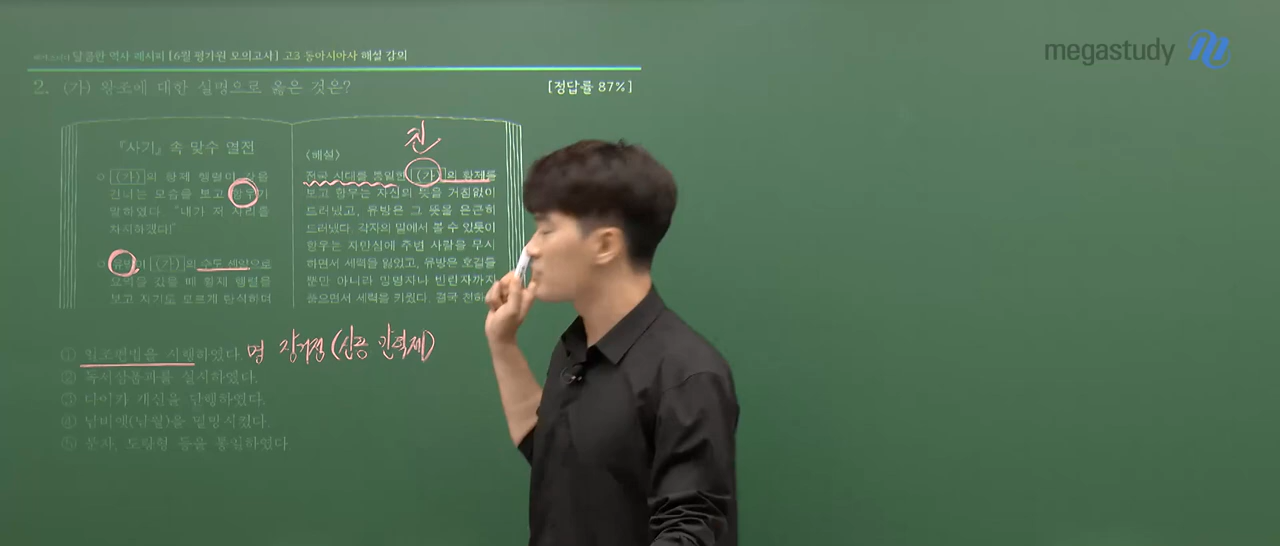 달콤한 역사 레시피 [6월 평가원 모의고사] 고3 동아시아사 해설 강의
megastudy
2. (가) 왕조에 대한 설명으로 옳은 것은?
[정답률 87%]
『사기』 속 맞수 열전
○ (가)의 황제 행렬이 강을
건너는 모습을 보고 항우가
말하였다. "내가 저 자리를
차지하겠다!"
○ 유방이 (가)의 수도 셴양으로
요역을 갔을 때 황제 행렬을
보고 자기도 모르게 탄식하며
진
〈해설〉
전국 시대를 통일한 (가)의 황제를
보고 항우는 자신의 뜻을 거침없이
드러냈고, 유방은 그 뜻을 은근히
드러냈다. 각자의 말에서 볼 수 있듯이
항우는 자만심에 주변 사람을 무시
하면서 세력을 잃었고, 유방은 호걸들
뿐만 아니라 망명자나 빈민자까지
품으면서 세력을 키웠다. 결국 천하
① 일조편법을 시행하였다. 명 장거정
② 독서삼품과를 실시하였다.
③ 다이카 개신을 단행하였다.
④ 남비엣(남월)을 멸망시켰다.
⑤ 문자, 도량형 등을 통일하였다.